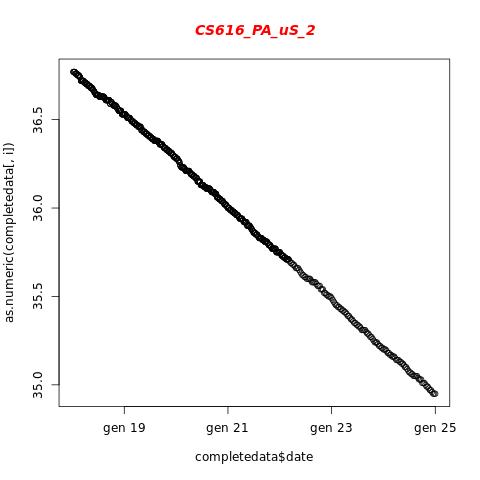 CS616_PA_uS_2
as.numeric(completedata[, i])
36.5
36.0
35.5
35.0
gen 19
gen 21
gen 23
gen 25
completedata$date